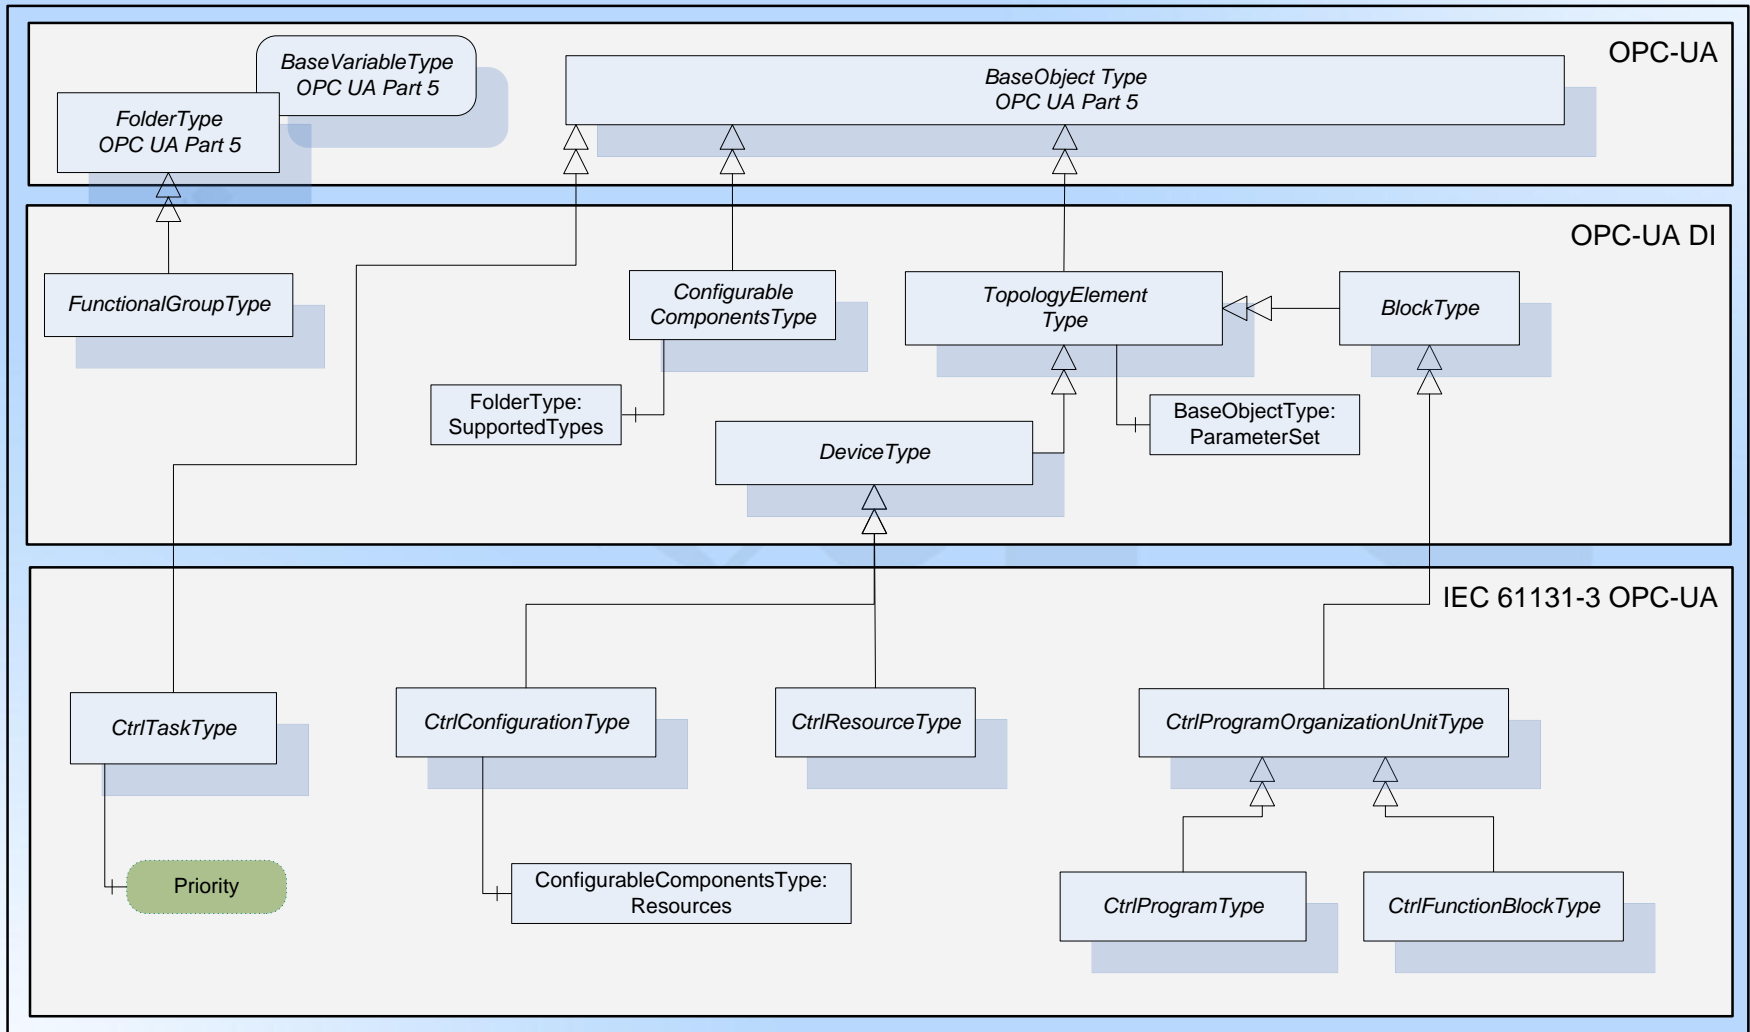 OPC-UA
BaseVariableType
OPC UA Part 5
FolderType
OPC UA Part 5
BaseObject Type
OPC UA Part 5
OPC-UA DI
FunctionalGroupType
Configurable
ComponentsType
TopologyElement
Type
BlockType
FolderType:
SupportedTypes
BaseObjectType:
ParameterSet
DeviceType
IEC 61131-3 OPC-UA
CtrlTaskType
CtrlConfigurationType
CtrlResourceType
CtrlProgramOrganizationUnitType
Priority
ConfigurableComponentsType:
Resources
CtrlProgramType
CtrlFunctionBlockType